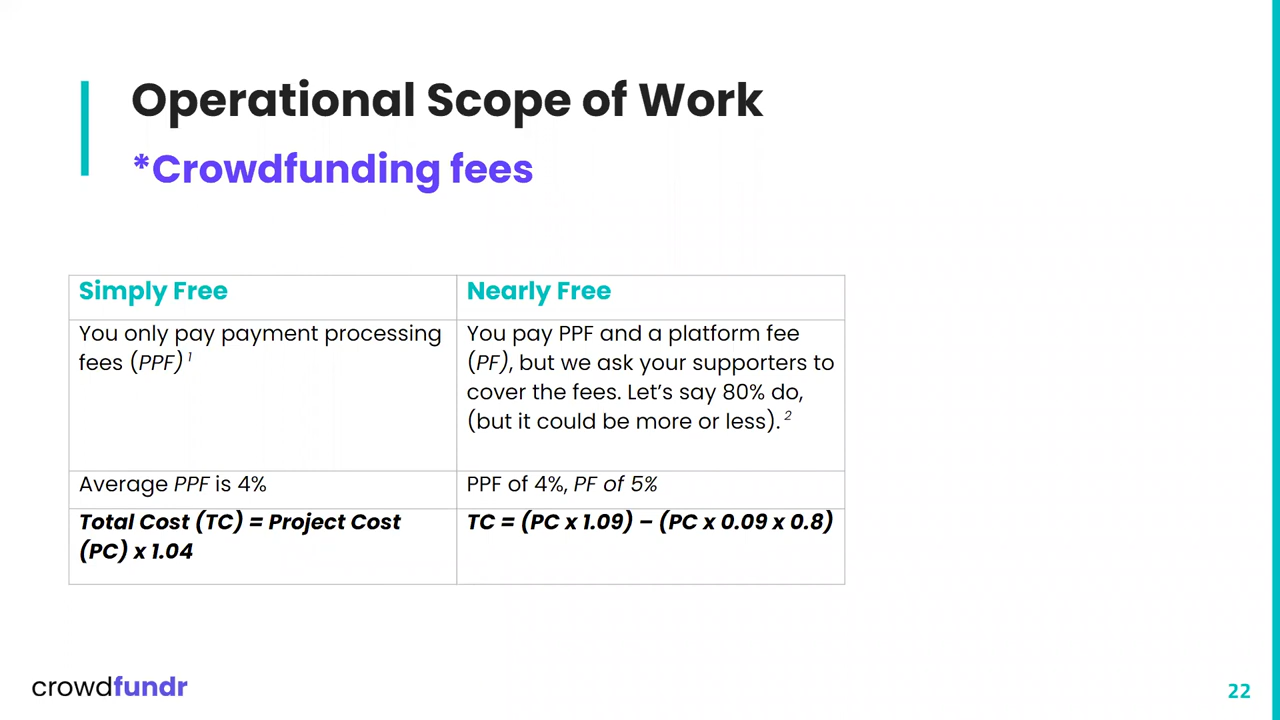 Operational Scope of Work
*Crowdfunding fees
Simply Free
You only pay payment processing
fees (PPF) 1
Average PPF is 4%
Total Cost (TC) = Project Cost
(PC) x 1.04
Nearly Free
You pay PPF and a platform fee
(PF), but we ask your supporters to
cover the fees. Let’s say 80% do,
(but it could be more or less). 2
PPF of 4%, PF of 5%
TC = (PC x 1.09) – (PC x 0.09 x 0.8)
crowdfundr
22